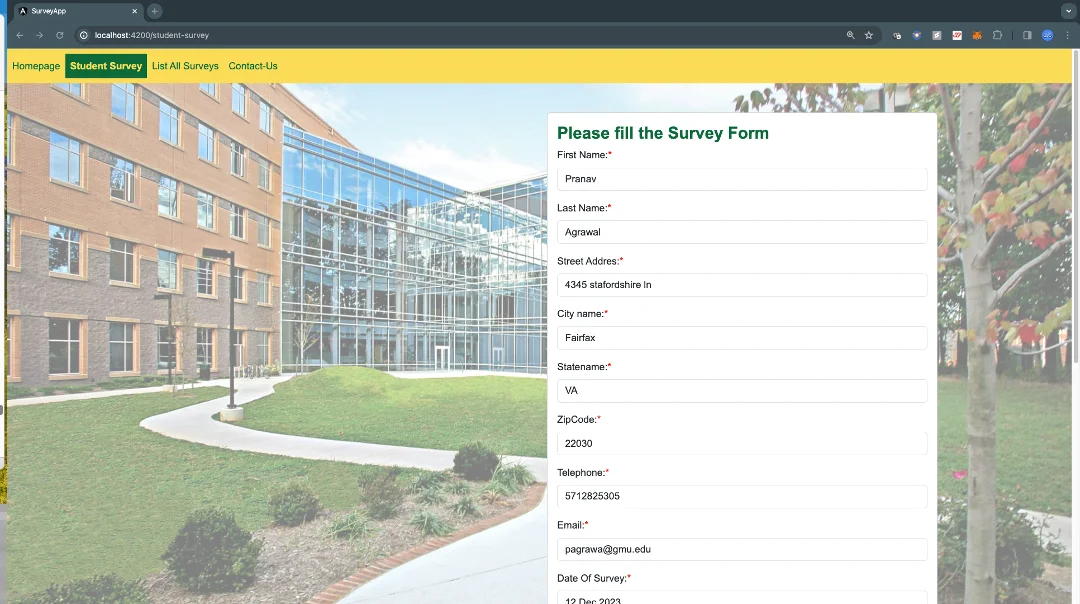 SurveyApp
localhost:4200/student-survey
Homepage Student Survey List All Surveys Contact-Us
Please fill the Survey Form
First Name:*
Pranav
Last Name:*
Agrawal
Street Addres:*
4345 stafordshire ln
City name:*
Fairfax
Statename:*
VA
ZipCode:*
22030
Telephone:*
5712825305
Email:*
pagrawa@gmu.edu
Date Of Survey:*
12 Dec 2023